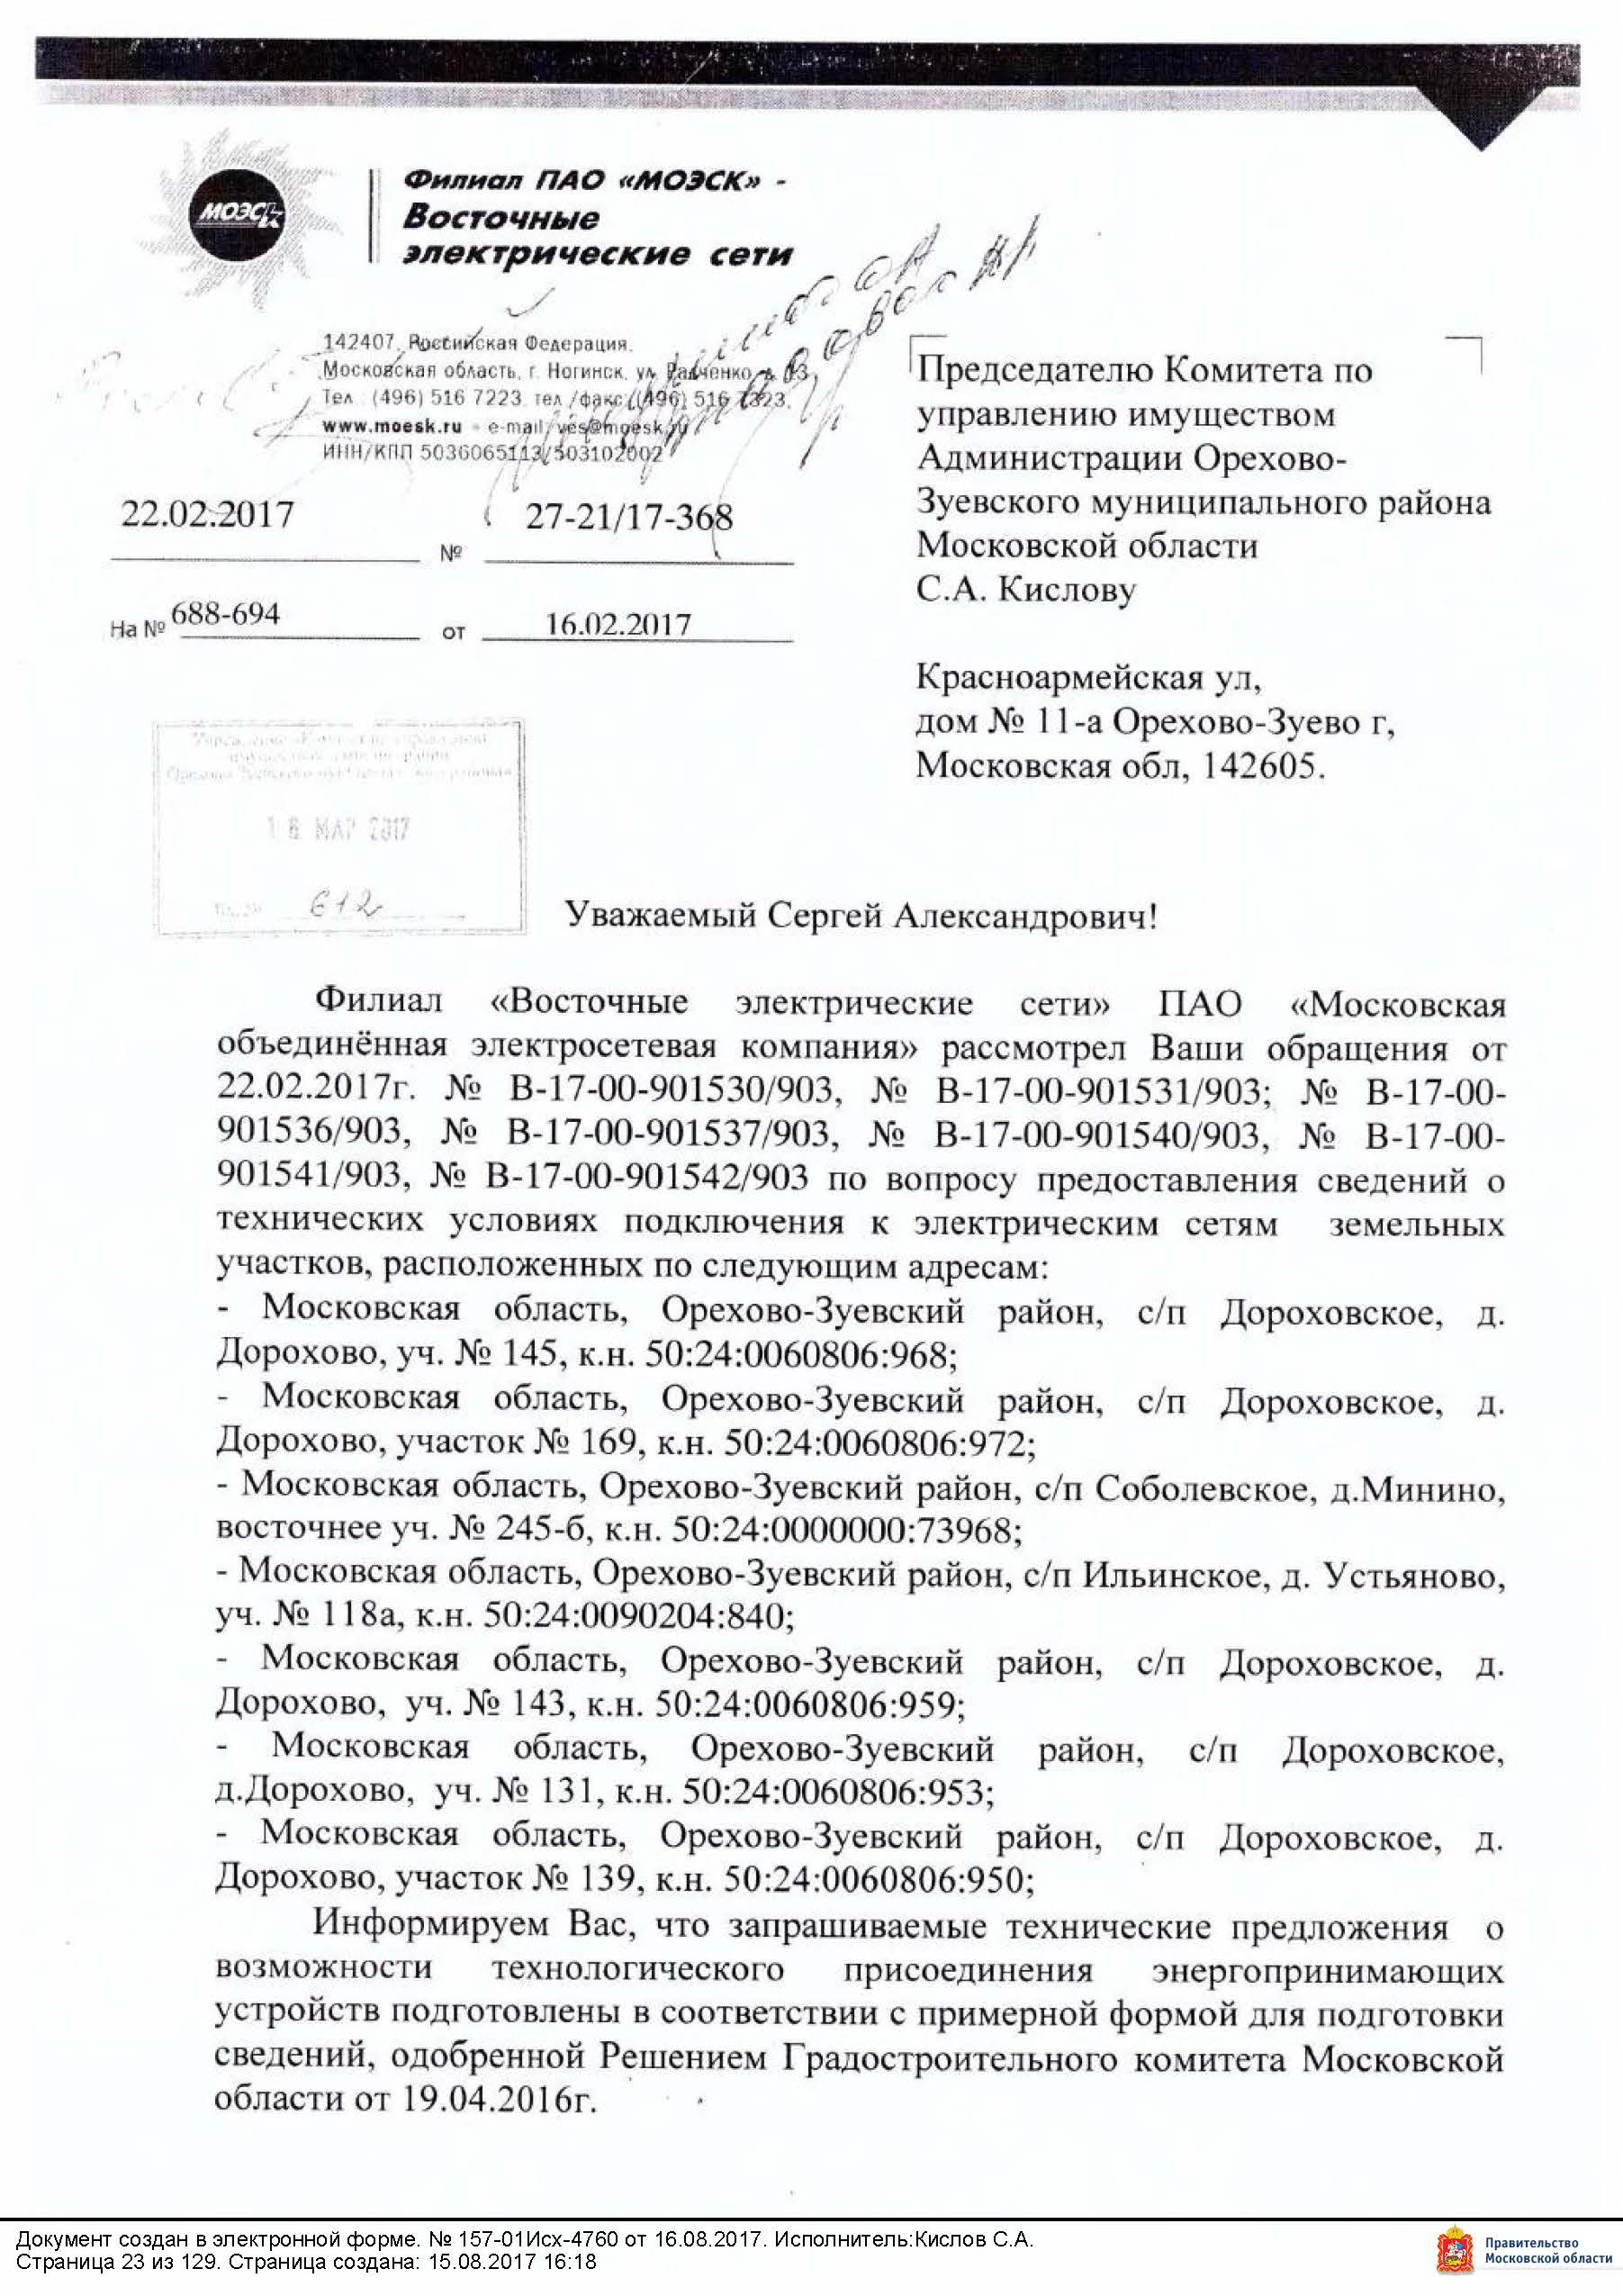 МОЭСК
Филиал ПАО «МОЭСК» -
Восточные
электрические сети
142407, Российская Федерация,
Московская область, г. Ногинск, ул. Радченко, д. 13,
Тел. (496) 516 7223, тел./факс (496) 516 7323,
www.moesk.ru - e-mail: ves@moesk.ru
ИНН/КПП 5036065113/503102002
22.02.2017 № 27-21/17-368
На № 688-694 от 16.02.2017
Председателю Комитета по
управлению имуществом
Администрации Орехово-
Зуевского муниципального района
Московской области
С.А. Кислову
Красноармейская ул,
дом № 11-а Орехово-Зуево г,
Московская обл, 142605.
МАР 2017
612
Уважаемый Сергей Александрович!
Филиал «Восточные электрические сети» ПАО «Московская
объединённая электросетевая компания» рассмотрел Ваши обращения от
22.02.2017г. № В-17-00-901530/903, № В-17-00-901531/903; № В-17-00-
901536/903, № В-17-00-901537/903, № В-17-00-901540/903, № В-17-00-
901541/903, № В-17-00-901542/903 по вопросу предоставления сведений о
технических условиях подключения к электрическим сетям земельных
участков, расположенных по следующим адресам:
- Московская область, Орехово-Зуевский район, с/п Дороховское, д.
Дорохово, уч. № 145, к.н. 50:24:0060806:968;
- Московская область, Орехово-Зуевский район, с/п Дороховское, д.
Дорохово, участок № 169, к.н. 50:24:0060806:972;
- Московская область, Орехово-Зуевский район, с/п Соболевское, д.Минино,
восточнее уч. № 245-б, к.н. 50:24:0000000:73968;
- Московская область, Орехово-Зуевский район, с/п Ильинское, д. Устьяново,
уч. № 118а, к.н. 50:24:0090204:840;
- Московская область, Орехово-Зуевский район, с/п Дороховское, д.
Дорохово, уч. № 143, к.н. 50:24:0060806:959;
- Московская область, Орехово-Зуевский район, с/п Дороховское,
д.Дорохово, уч. № 131, к.н. 50:24:0060806:953;
- Московская область, Орехово-Зуевский район, с/п Дороховское, д.
Дорохово, участок № 139, к.н. 50:24:0060806:950;
Информируем Вас, что запрашиваемые технические предложения о
возможности технологического присоединения энергопринимающих
устройств подготовлены в соответствии с примерной формой для подготовки
сведений, одобренной Решением Градостроительного комитета Московской
области от 19.04.2016г.
Документ создан в электронной форме. № 157-01Исх-4760 от 16.08.2017. Исполнитель:Кислов С.А.
Страница 23 из 129. Страница создана: 15.08.2017 16:18
Правительство
Московской области